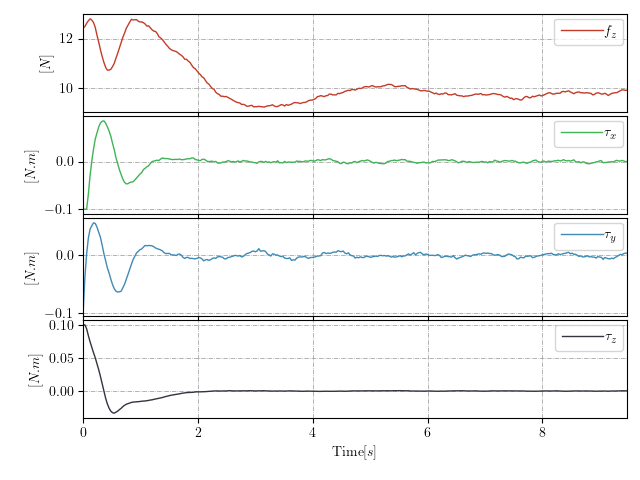 12
10
[N]
f_z
0.0
−0.1
[N.m]
τ_x
0.0
−0.1
[N.m]
τ_y
0.10
0.05
0.00
[N.m]
τ_z
0 2 4 6 8
Time[s]